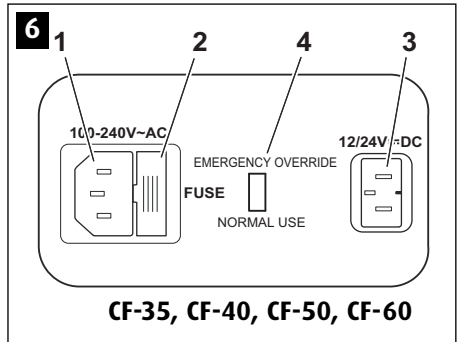 6
1 2 4 3
100-240V~AC
12/24V⎓DC
EMERGENCY OVERRIDE
FUSE
NORMAL USE
CF-35, CF-40, CF-50, CF-60